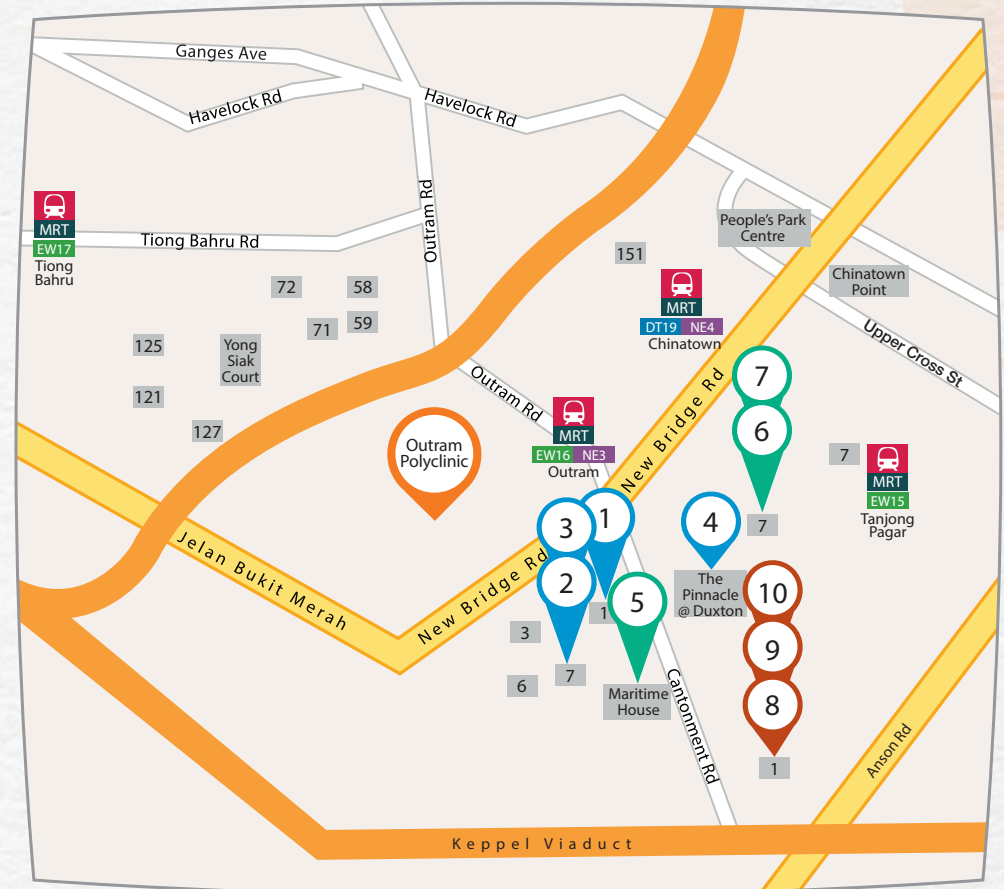 Ganges Ave
Havelock Rd
Havelock Rd
Outram Rd
MRT
EW17
Tiong
Bahru
Tiong Bahru Rd
People's Park
Centre
151
Chinatown
Point
72
58
71
59
MRT
DT19 NE4
Chinatown
Upper Cross St
125
Yong
Siak
Court
121
127
Outram Rd
7
6
New Bridge Rd
MRT
EW16 NE3
Outram
Outram
Polyclinic
7
MRT
EW15
Tanjong
Pagar
3
1
4
7
Jelan Bukit Merah
New Bridge Rd
2
5
The
Pinnacle
@ Duxton
10
1
3
9
7
6
Maritime
House
Cantonment Rd
8
Anson Rd
1
Keppel Viaduct